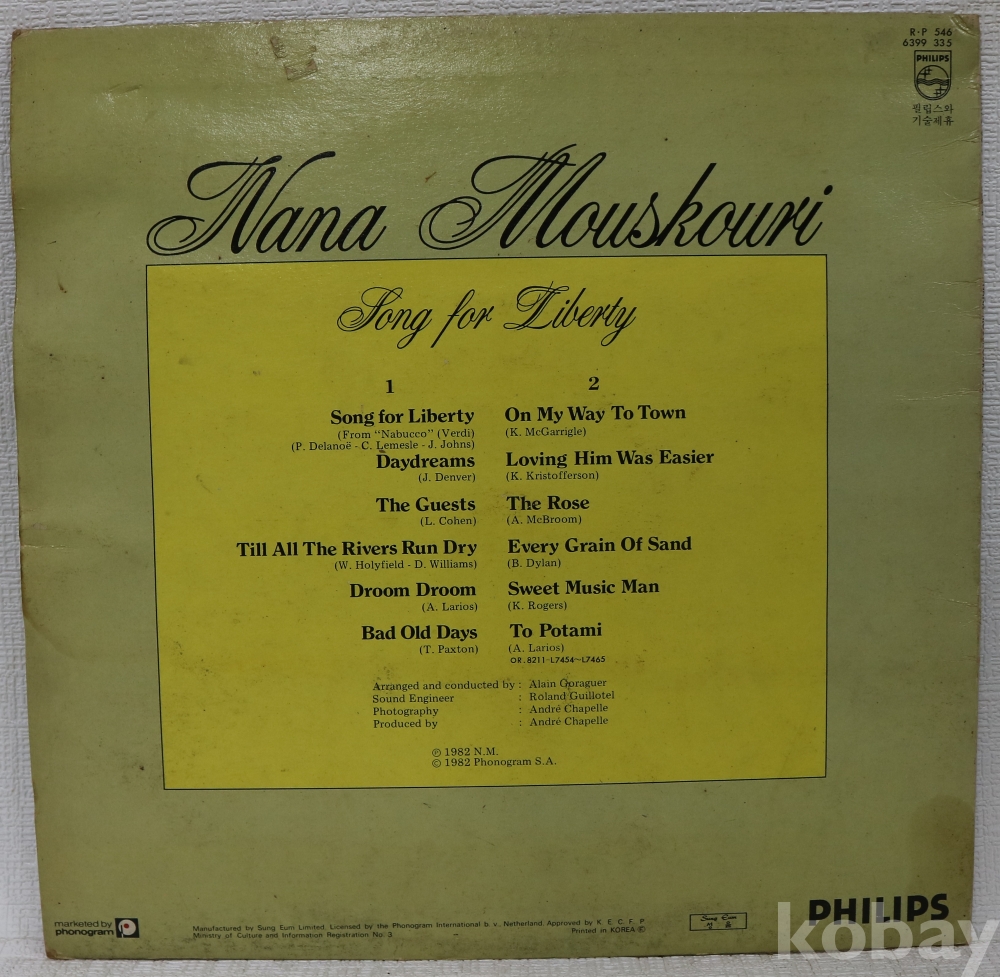 R·P 546
6399 335
PHILIPS
필립스와
기술제휴
Nana Mouskouri
Song for Liberty
1
Song for Liberty
(From "Nabucco" (Verdi)
(P. Delanoë - C. Lemesle - J. Johns)
Daydreams
(J. Denver)
The Guests
(L. Cohen)
Till All The Rivers Run Dry
(W. Holyfield - D. Williams)
Droom Droom
(A. Larios)
Bad Old Days
(T. Paxton)
2
On My Way To Town
(K. McGarrigle)
Loving Him Was Easier
(K. Kristofferson)
The Rose
(A. McBroom)
Every Grain Of Sand
(B. Dylan)
Sweet Music Man
(K. Rogers)
To Potami
(A. Larios)
OR. 8211-L7454~L7465
Arranged and conducted by : Alain Goraguer
Sound Engineer : Roland Guillotel
Photography : André Chapelle
Produced by : André Chapelle
℗ 1982 N.M.
© 1982 Phonogram S.A.
marketed by
phonogram
Manufactured by Sung Eum Limited. Licensed by the Phonogram International b. v., Netherland. Approved by K. E. C. F. P.
Ministry of Culture and Information Registration No. 3
Printed in KOREA ©
Sung Eum
성음
PHILIPS
kobay